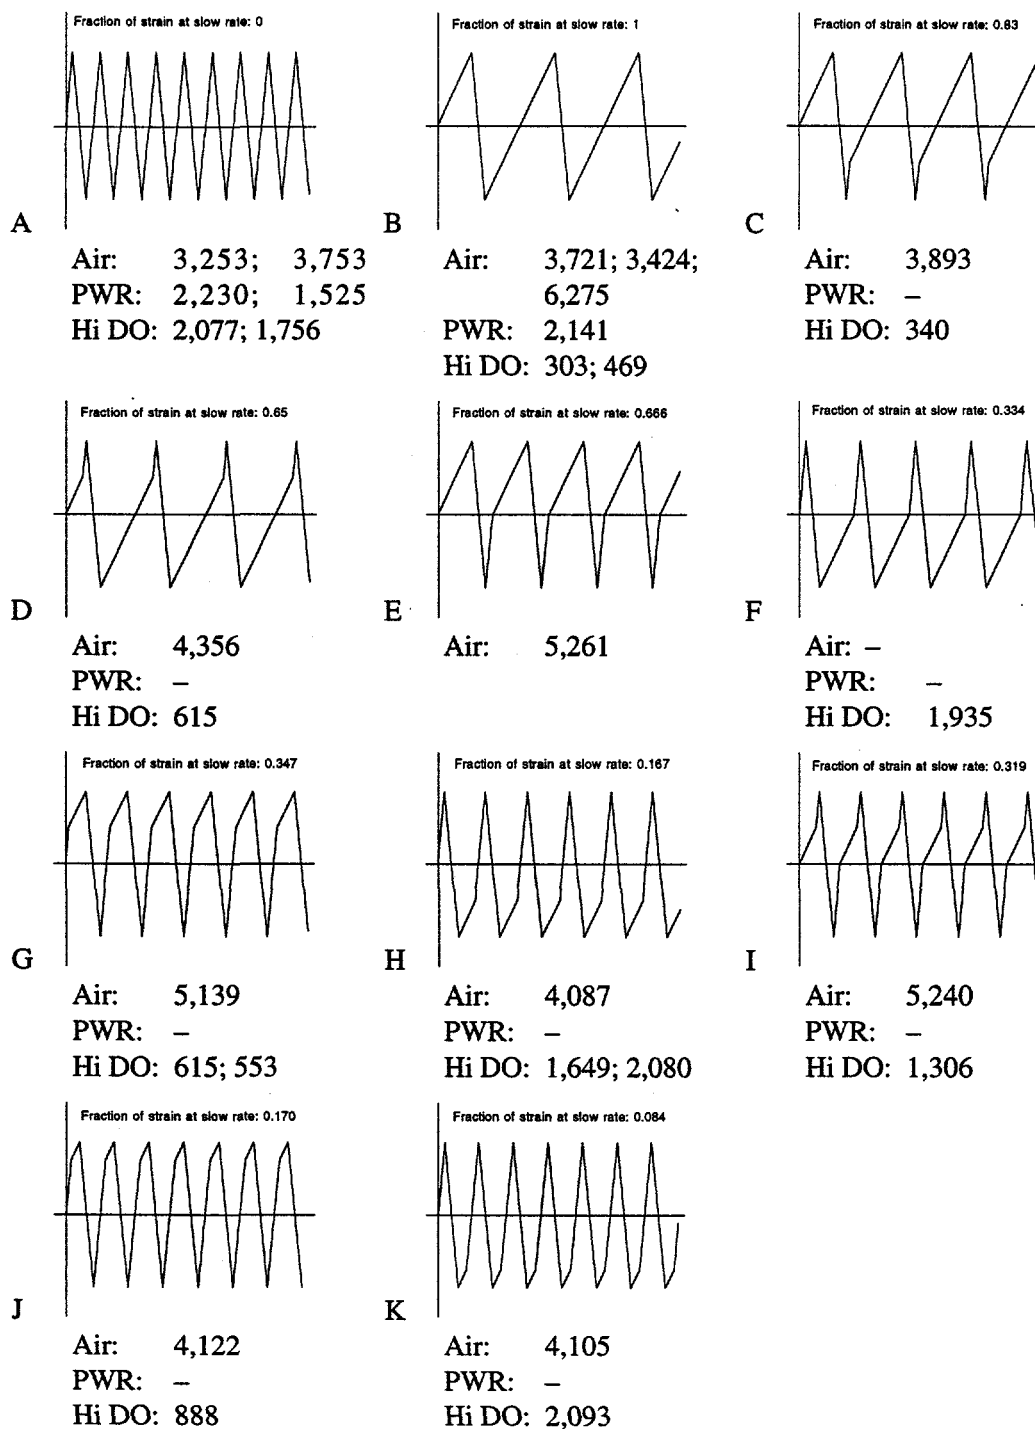 Fraction of strain at slow rate: 0
A
Air: 3,253; 3,753
PWR: 2,230; 1,525
Hi DO: 2,077; 1,756
Fraction of strain at slow rate: 1
B
Air: 3,721; 3,424;
6,275
PWR: 2,141
Hi DO: 303; 469
Fraction of strain at slow rate: 0.83
C
Air: 3,893
PWR: –
Hi DO: 340
Fraction of strain at slow rate: 0.65
D
Air: 4,356
PWR: –
Hi DO: 615
Fraction of strain at slow rate: 0.666
E
Air: 5,261
Fraction of strain at slow rate: 0.334
F
Air: –
PWR: –
Hi DO: 1,935
Fraction of strain at slow rate: 0.347
G
Air: 5,139
PWR: –
Hi DO: 615; 553
Fraction of strain at slow rate: 0.167
H
Air: 4,087
PWR: –
Hi DO: 1,649; 2,080
Fraction of strain at slow rate: 0.319
I
Air: 5,240
PWR: –
Hi DO: 1,306
Fraction of strain at slow rate: 0.170
J
Air: 4,122
PWR: –
Hi DO: 888
Fraction of strain at slow rate: 0.084
K
Air: 4,105
PWR: –
Hi DO: 2,093